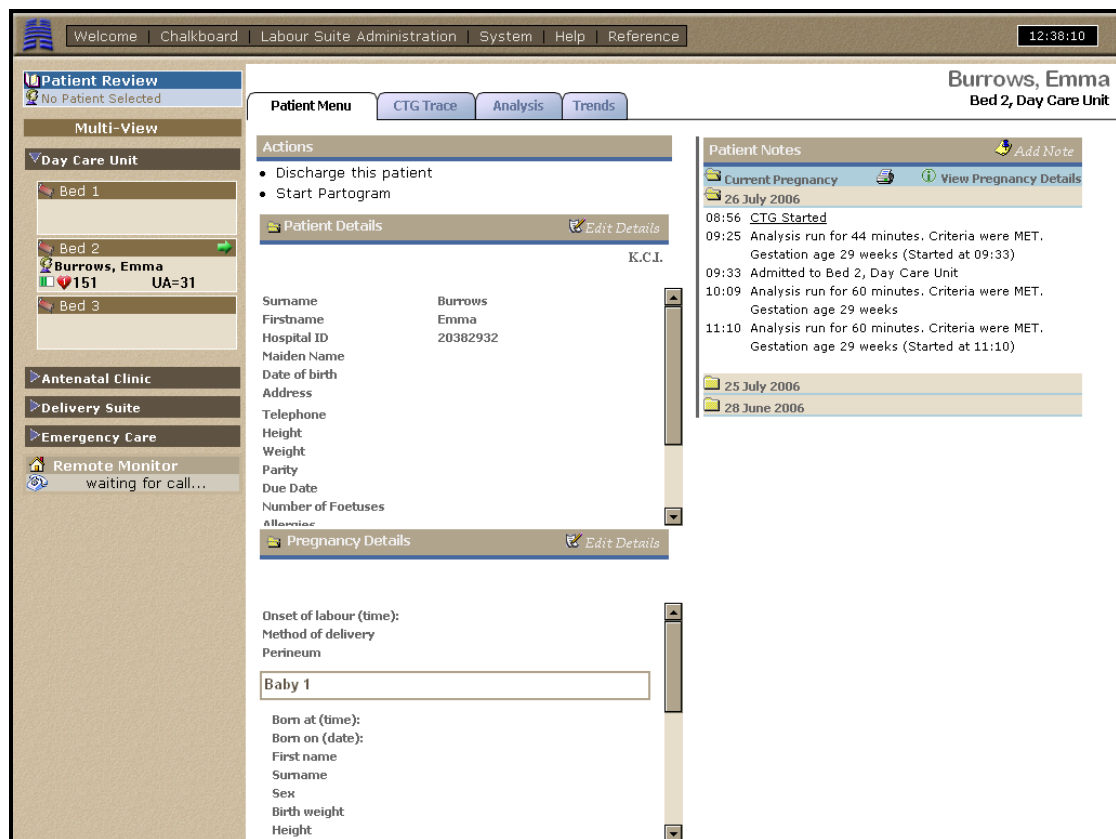 Welcome | Chalkboard | Labour Suite Administration | System | Help | Reference
12:38:10
Patient Review
No Patient Selected
Multi-View
Day Care Unit
Bed 1
Bed 2
Burrows, Emma
151 UA=31
Bed 3
Antenatal Clinic
Delivery Suite
Emergency Care
Remote Monitor
waiting for call...
Burrows, Emma
Bed 2, Day Care Unit
Patient Menu CTG Trace Analysis Trends
Actions
• Discharge this patient
• Start Partogram
Patient Details Edit Details
K.C.I.
Surname Burrows
Firstname Emma
Hospital ID 20382932
Maiden Name
Date of birth
Address
Telephone
Height
Weight
Parity
Due Date
Number of Foetuses
Allergies
Pregnancy Details Edit Details
Onset of labour (time):
Method of delivery
Perineum
Baby 1
Born at (time):
Born on (date):
First name
Surname
Sex
Birth weight
Height
Patient Notes Add Note
Current Pregnancy View Pregnancy Details
26 July 2006
08:56 CTG Started
09:25 Analysis run for 44 minutes. Criteria were MET.
Gestation age 29 weeks (Started at 09:33)
09:33 Admitted to Bed 2, Day Care Unit
10:09 Analysis run for 60 minutes. Criteria were MET.
Gestation age 29 weeks
11:10 Analysis run for 60 minutes. Criteria were MET.
Gestation age 29 weeks (Started at 11:10)
25 July 2006
28 June 2006